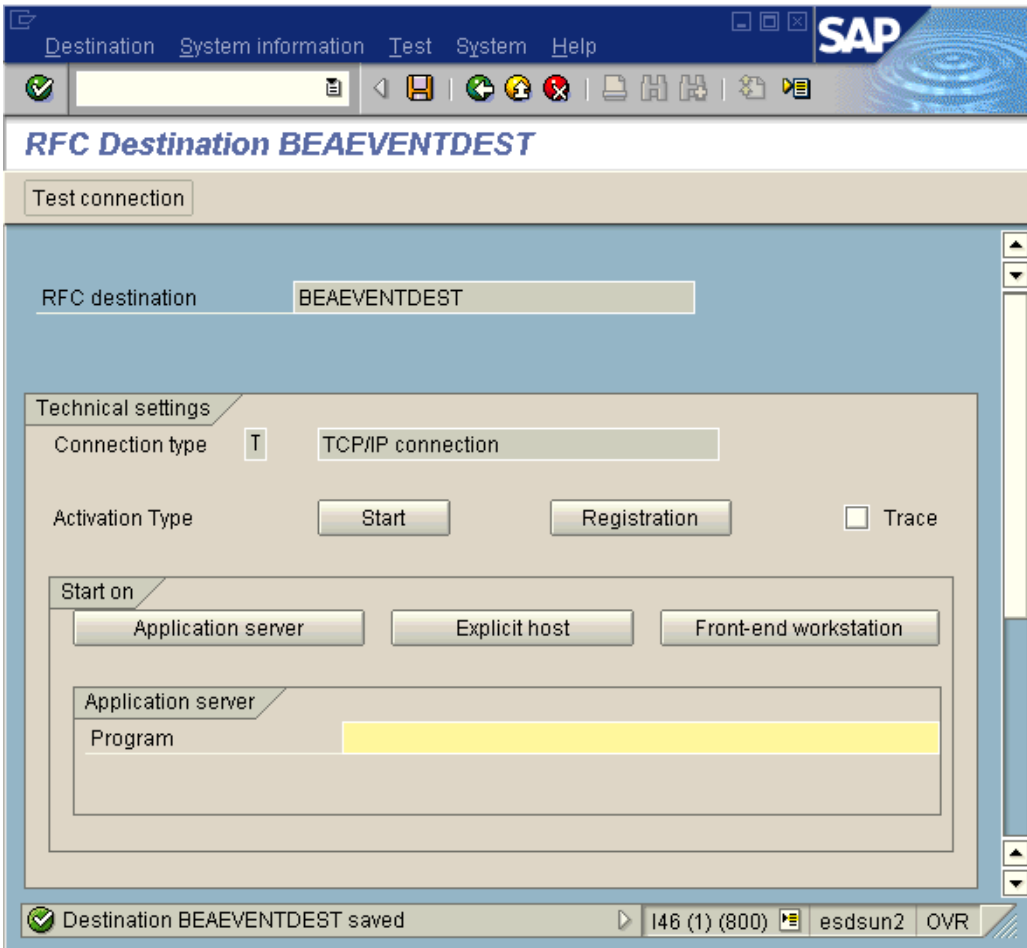 Destination System information Test System Help
SAP
RFC Destination BEAEVENTDEST
Test connection
RFC destination BEAEVENTDEST
Technical settings
Connection type T TCP/IP connection
Activation Type Start Registration Trace
Start on
Application server Explicit host Front-end workstation
Application server
Program
Destination BEAEVENTDEST saved I46 (1) (800) esdsun2 OVR